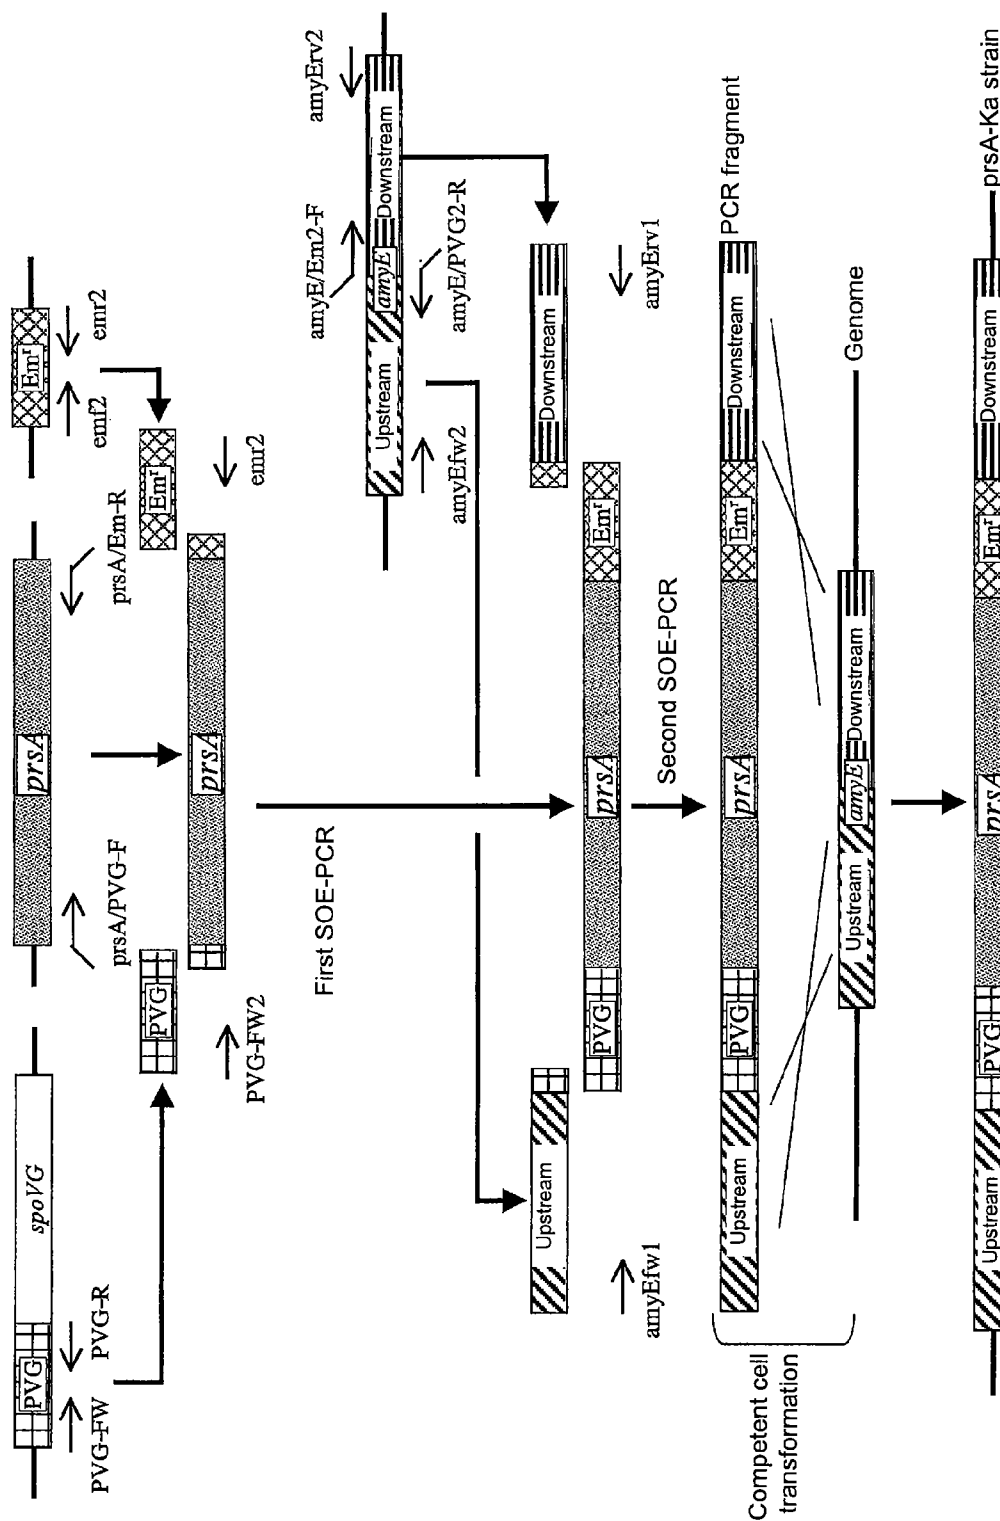 PVG
spoVG
prsA
Emʳ
PVG-FW
PVG-R
prsA/PVG-F
prsA/Em-R
emf2
emr2
PVG
Emʳ
prsA
PVG-FW2
emr2
First SOE-PCR
amyE/Em2-F
amyErv2
Upstream
amyE
Downstream
amyEfw2
amyE/PVG2-R
Upstream
Downstream
PVG
prsA
Emʳ
amyEfw1
amyErv1
Second SOE-PCR
PCR fragment
Upstream
PVG
prsA
Emʳ
Downstream
Competent cell
transformation
Upstream
amyE
Downstream
Genome
Upstream
PVG
prsA
Emʳ
Downstream
prsA-Ka strain